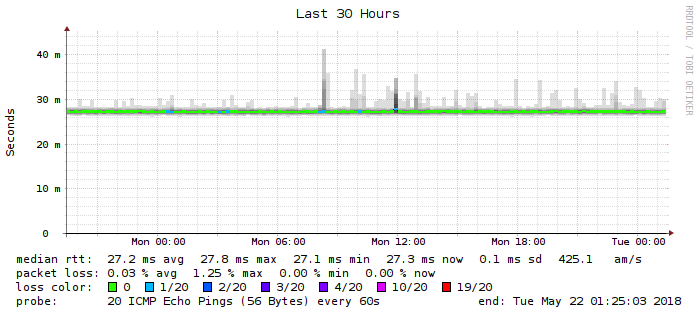 Last 30 Hours
RRDTOOL / TOBI OETIKER
Seconds
40 m
30 m
20 m
10 m
0
Mon 00:00 Mon 06:00 Mon 12:00 Mon 18:00 Tue 00:00
median rtt: 27.2 ms avg 27.8 ms max 27.1 ms min 27.3 ms now 0.1 ms sd 425.1 am/s
packet loss: 0.03 % avg 1.25 % max 0.00 % min 0.00 % now
loss color: 0 1/20 2/20 3/20 4/20 10/20 19/20
probe: 20 ICMP Echo Pings (56 Bytes) every 60s end: Tue May 22 01:25:03 2018